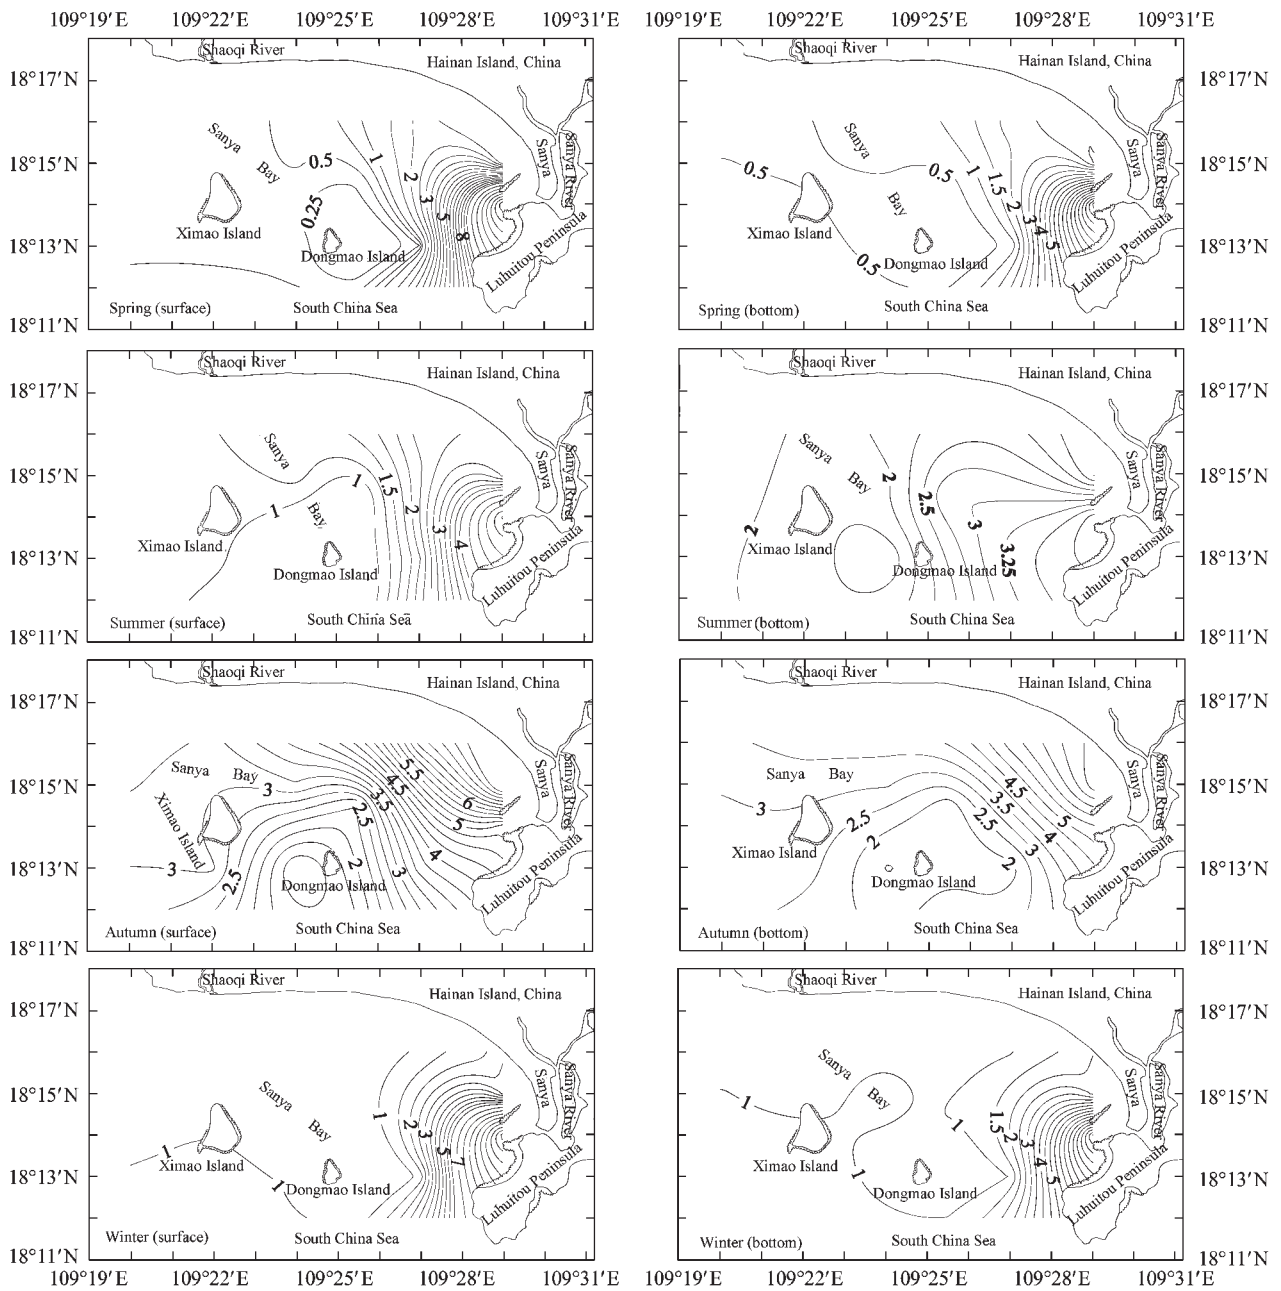 109°19′E 109°22′E 109°25′E 109°28′E 109°31′E 109°19′E 109°22′E 109°25′E 109°28′E 109°31′E
Shaoqi River
Hainan Island, China
18°17′N
Sanya
Bay
0.5
1
2
3
5
8
0.25
18°15′N
Sanya
Sanya River
Ximao Island
18°13′N
Dongmao Island
Luhuitou Peninsula
Spring (surface)
South China Sea
18°11′N
Shaoqi River
Hainan Island, China
18°17′N
Sanya
Bay
0.5
0.5
1
1.5
2
3
4
5
0.5
18°15′N
Sanya
Sanya River
Ximao Island
18°13′N
Dongmao Island
Luhuitou Peninsula
Spring (bottom)
South China Sea
18°11′N
Shaoqi River
Hainan Island, China
18°17′N
Sanya
Bay
1
1
1.5
2
3
4
18°15′N
Sanya
Sanya River
Ximao Island
18°13′N
Dongmao Island
Luhuitou Peninsula
Summer (surface)
South China Sea
18°11′N
Shaoqi River
Hainan Island, China
18°17′N
Sanya
Bay
2
2
2.5
3
3.25
18°15′N
Sanya
Sanya River
Ximao Island
18°13′N
Dongmao Island
Luhuitou Peninsula
Summer (bottom)
South China Sea
18°11′N
Shaoqi River
Hainan Island, China
18°17′N
Sanya Bay
3
5.5
4.5
3.5
2.5
6
5
4
3
2
2.5
3
18°15′N
Sanya
Sanya River
Ximao Island
18°13′N
Dongmao Island
Luhuitou Peninsula
Autumn (surface)
South China Sea
18°11′N
Shaoqi River
Hainan Island, China
18°17′N
Sanya Bay
3
2.5
2
4.5
3.5
2.5
5
4
3
2
18°15′N
Sanya
Sanya River
Ximao Island
18°13′N
Dongmao Island
Luhuitou Peninsula
Autumn (bottom)
South China Sea
18°11′N
Shaoqi River
Hainan Island, China
18°17′N
Sanya
Bay
1
2
3
5
7
1
1
18°15′N
Sanya
Sanya River
Ximao Island
18°13′N
Dongmao Island
Luhuitou Peninsula
Winter (surface)
South China Sea
18°11′N
Shaoqi River
Hainan Island, China
18°17′N
Sanya
Bay
1
1
1
1.5
2
3
4
5
18°15′N
Sanya
Sanya River
Ximao Island
18°13′N
Dongmao Island
Luhuitou Peninsula
Winter (bottom)
South China Sea
18°11′N
109°19′E 109°22′E 109°25′E 109°28′E 109°31′E 109°19′E 109°22′E 109°25′E 109°28′E 109°31′E